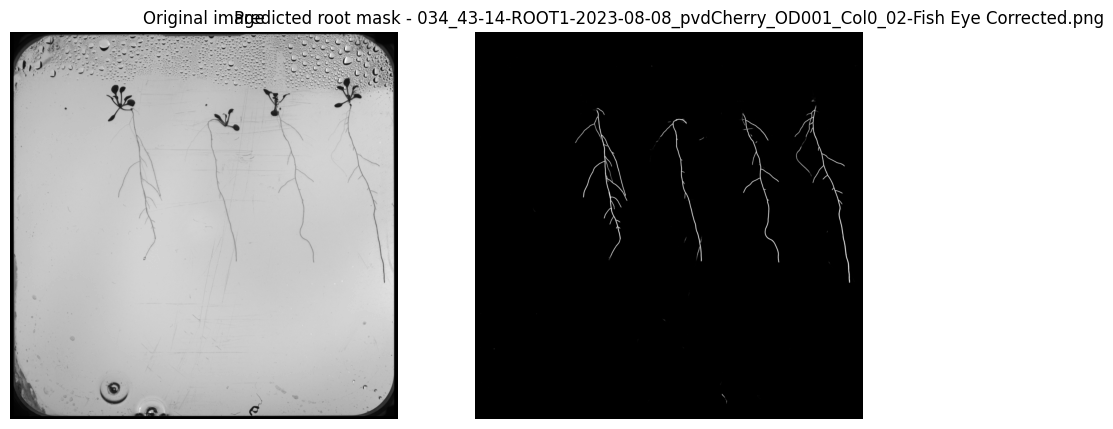 Original image
Predicted root mask - 034_43-14-ROOT1-2023-08-08_pvdCherry_OD001_Col0_02-Fish Eye Corrected.png